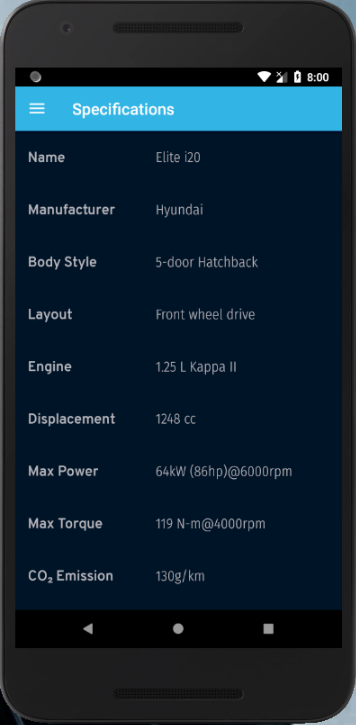 8:00
Specifications
Name Elite i20
Manufacturer Hyundai
Body Style 5-door Hatchback
Layout Front wheel drive
Engine 1.25 L Kappa II
Displacement 1248 cc
Max Power 64kW (86hp)@6000rpm
Max Torque 119 N-m@4000rpm
CO₂ Emission 130g/km